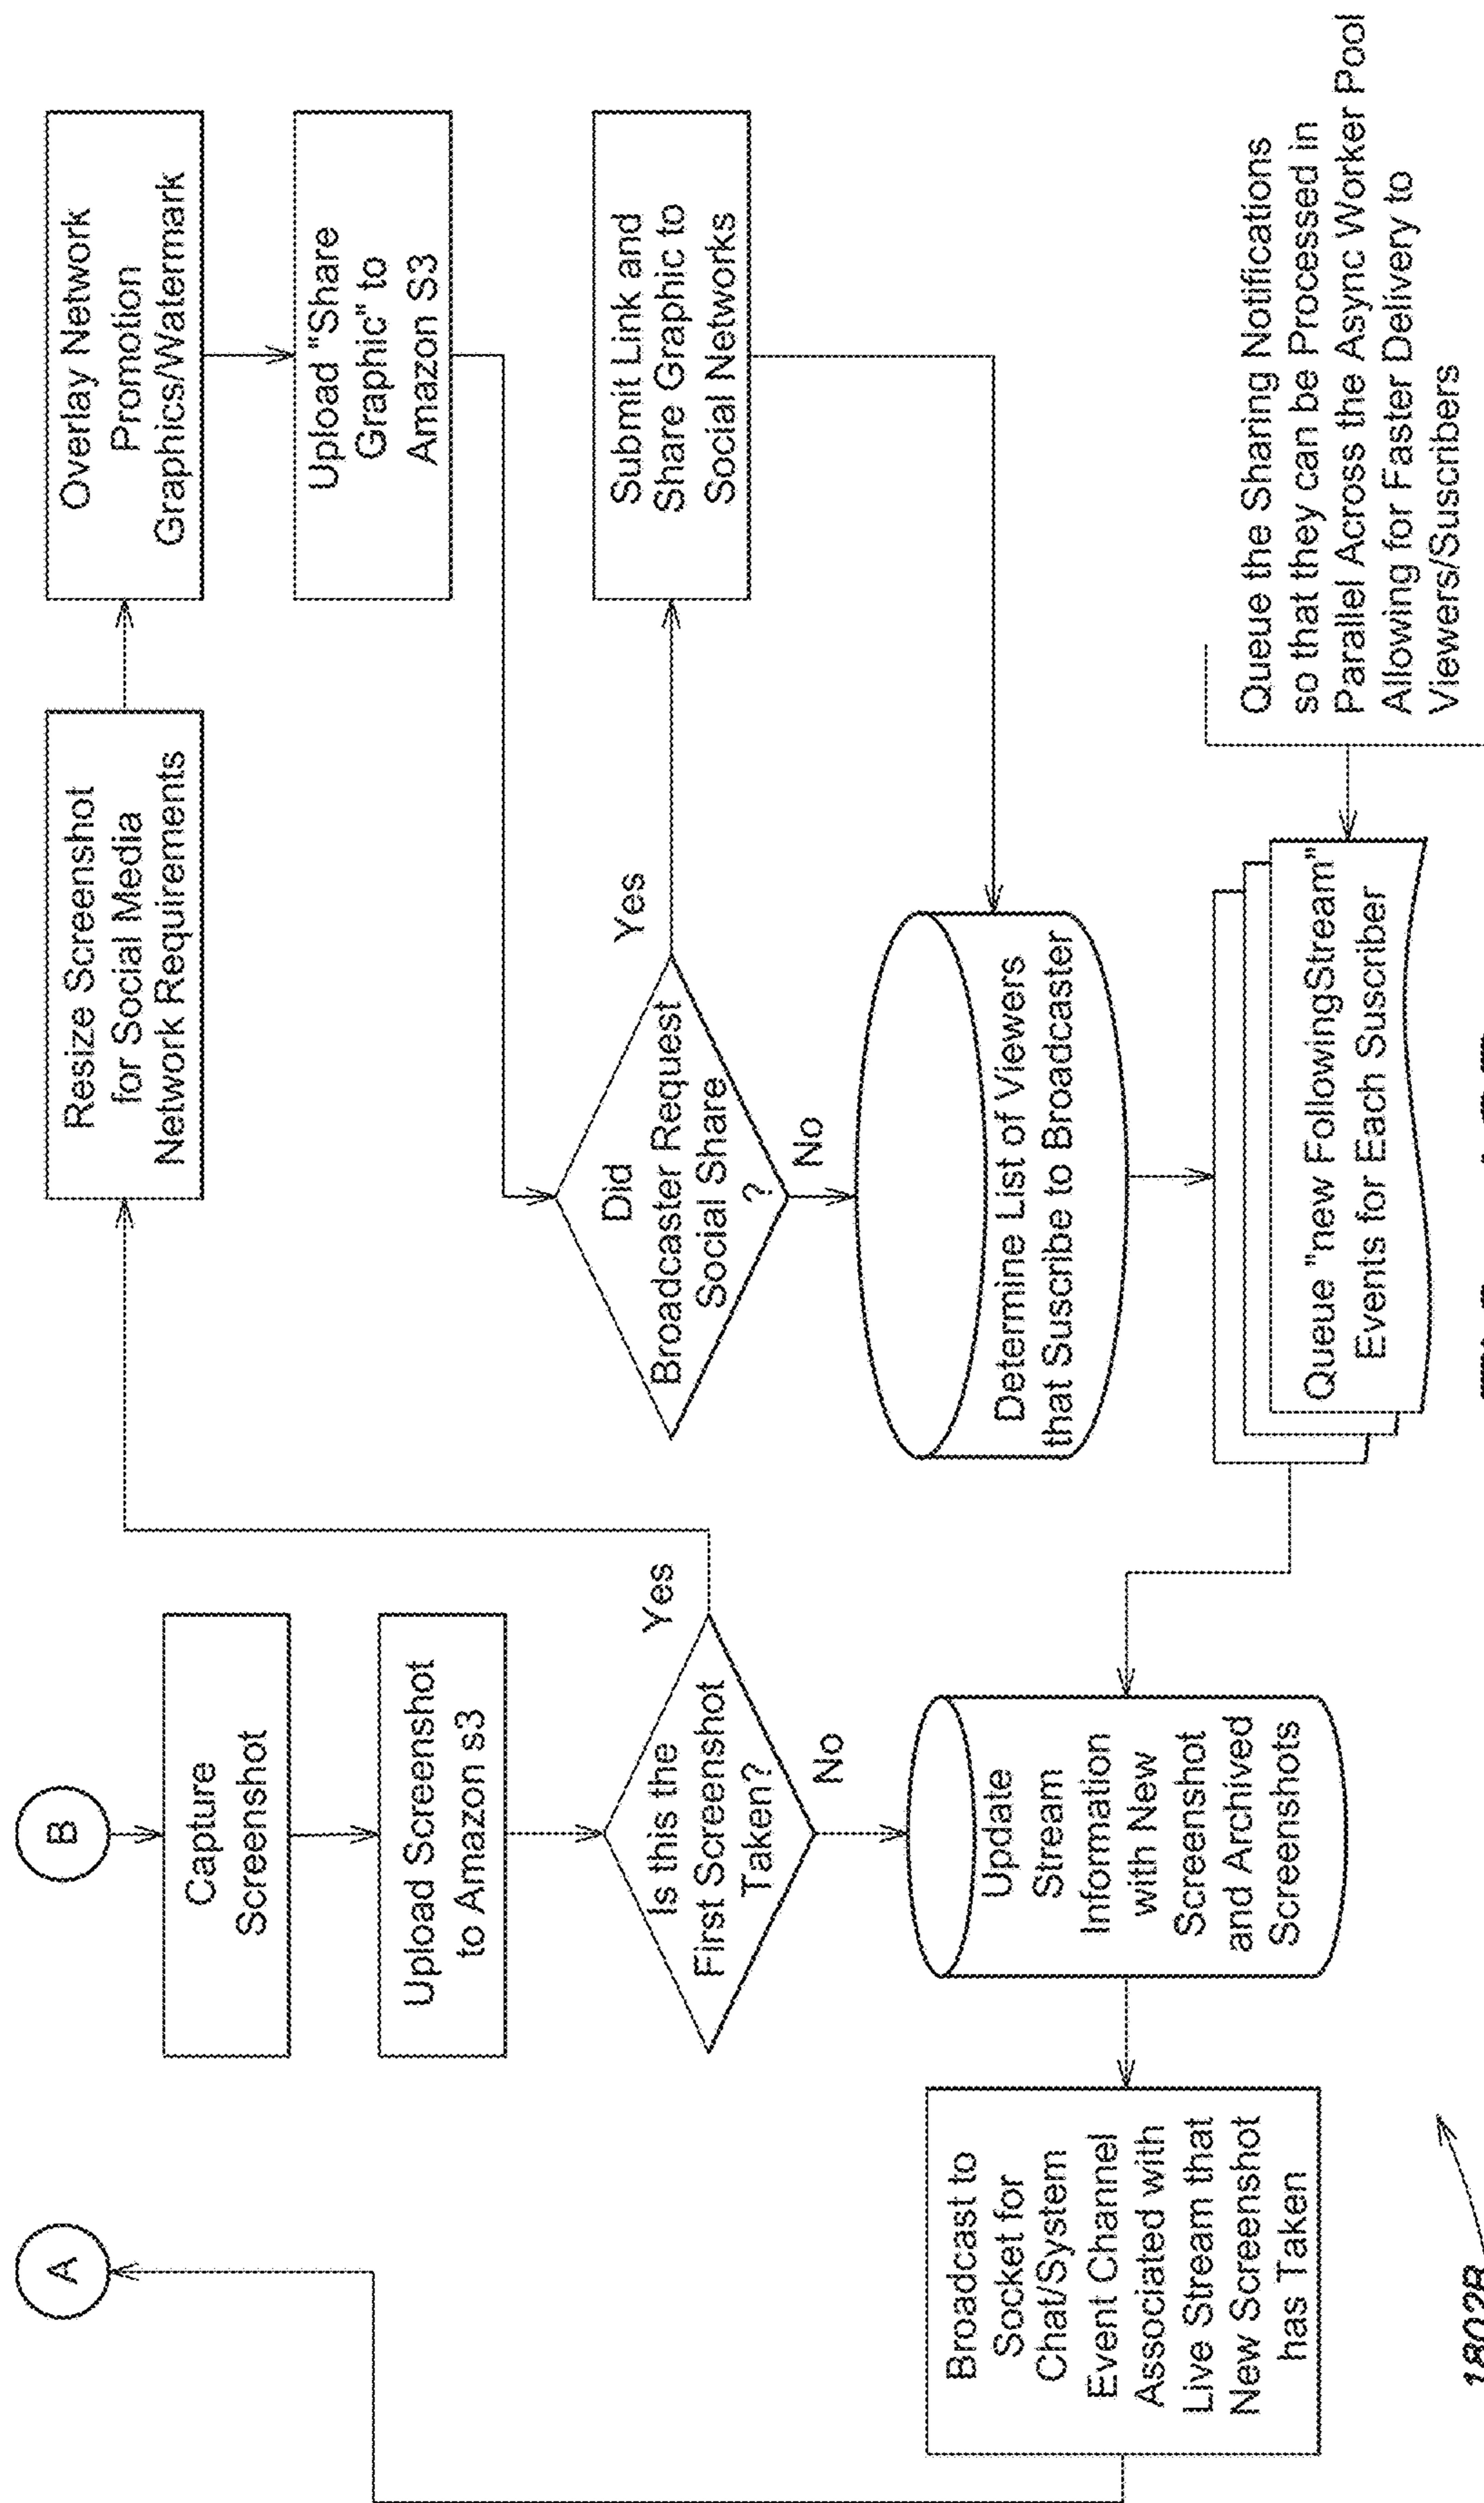 A
B
Capture
Screenshot
Upload Screenshot
to Amazon s3
Is this the
First Screenshot
Taken?
Yes
No
Update
Stream
Information
with New
Screenshot
and Archived
Screenshots
Broadcast to
Socket for
Chat/System
Event Channel
Associated with
Live Stream that
New Screenshot
has Taken
Resize Screenshot
for Social Media
Network Requirements
Overlay Network
Promotion
Graphics/Watermark
Upload "Share
Graphic" to
Amazon S3
Did
Broadcaster Request
Social Share
?
Yes
No
Submit Link and
Share Graphic to
Social Networks
Determine List of Viewers
that Suscribe to Broadcaster
Queue "new FollowingStream"
Events for Each Suscriber
Queue the Sharing Notifications
so that they can be Processed in
Parallel Across the Async Worker Pool
Allowing for Faster Delivery to
Viewers/Suscribers
1802B